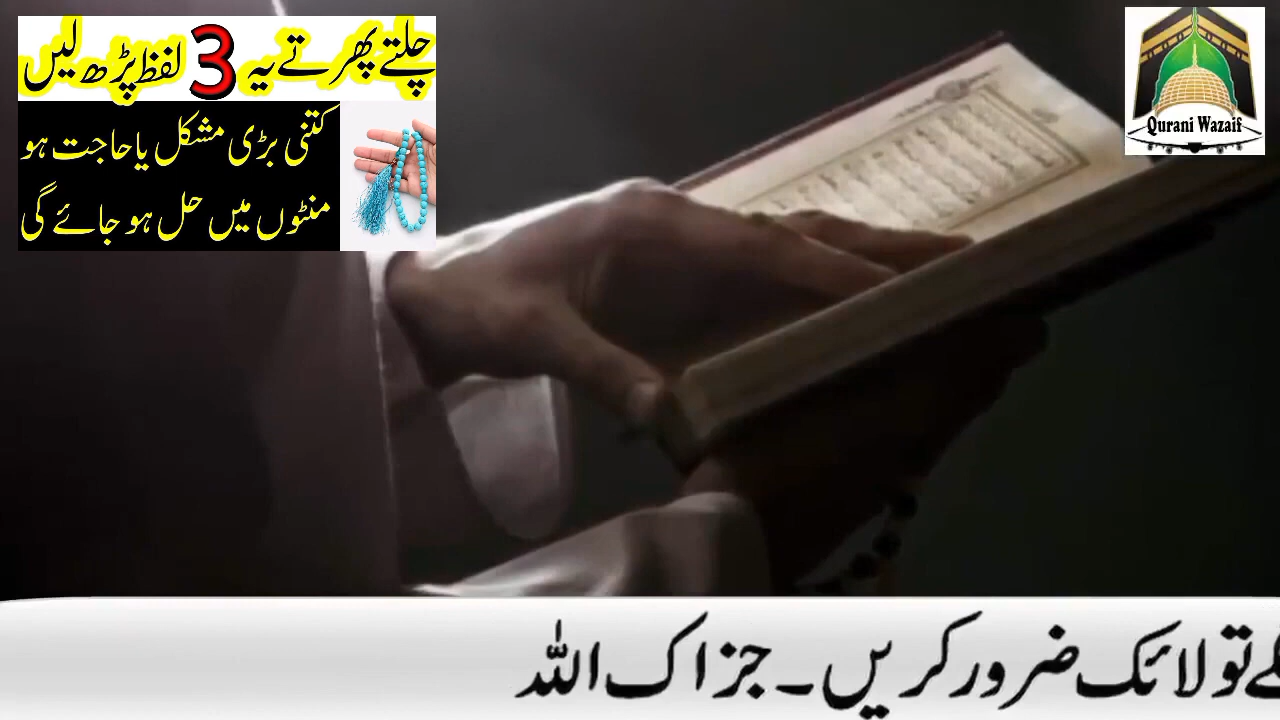 چلتے پھرتے یہ 3 لفظ پڑھ لیں
کتنی بڑی مشکل یا حاجت ہو
منٹوں میں حل ہو جائے گی
Qurani Wazaif
تو لائک ضرور کریں۔ جزاک اللہ